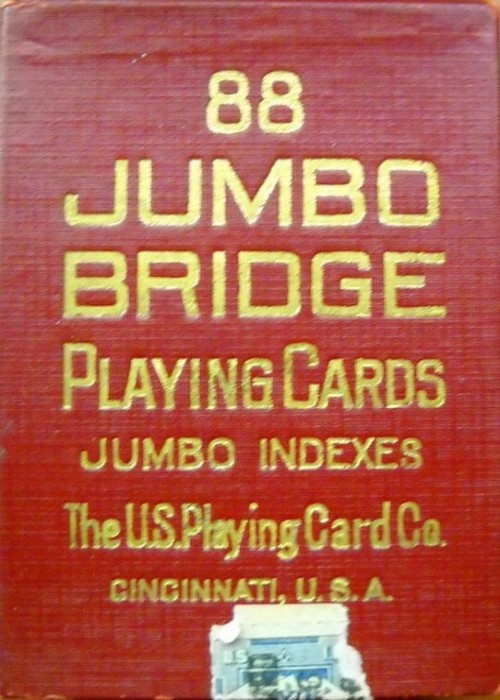 88
JUMBO
BRIDGE
PLAYING CARDS
JUMBO INDEXES
The U.S. Playing Card Co.
CINCINNATI, U.S.A.